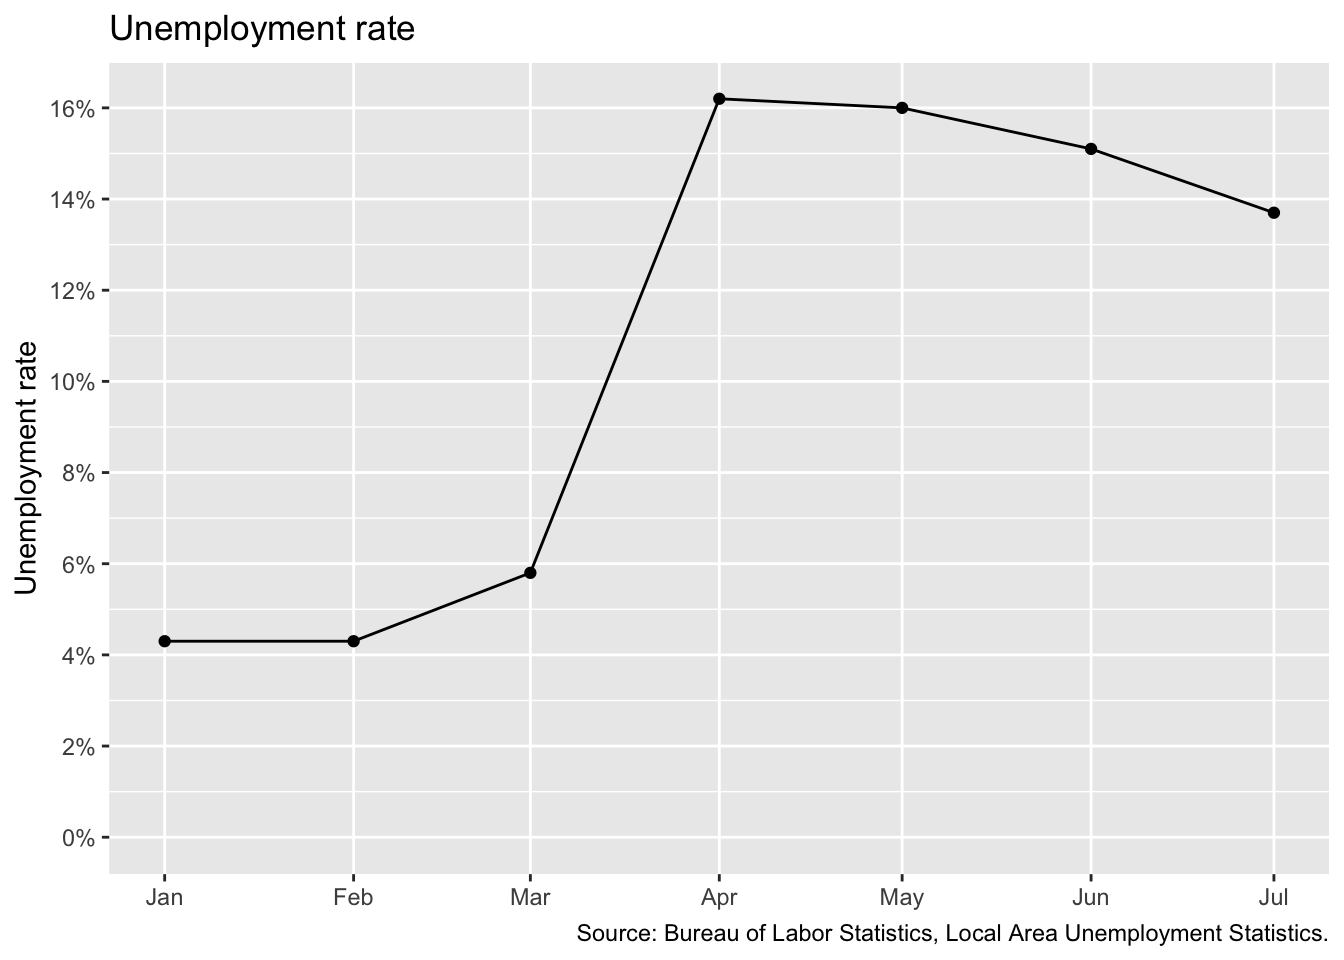 Unemployment rate
Unemployment rate
16%
14%
12%
10%
8%
6%
4%
2%
0%
Jan Feb Mar Apr May Jun Jul
Source: Bureau of Labor Statistics, Local Area Unemployment Statistics.